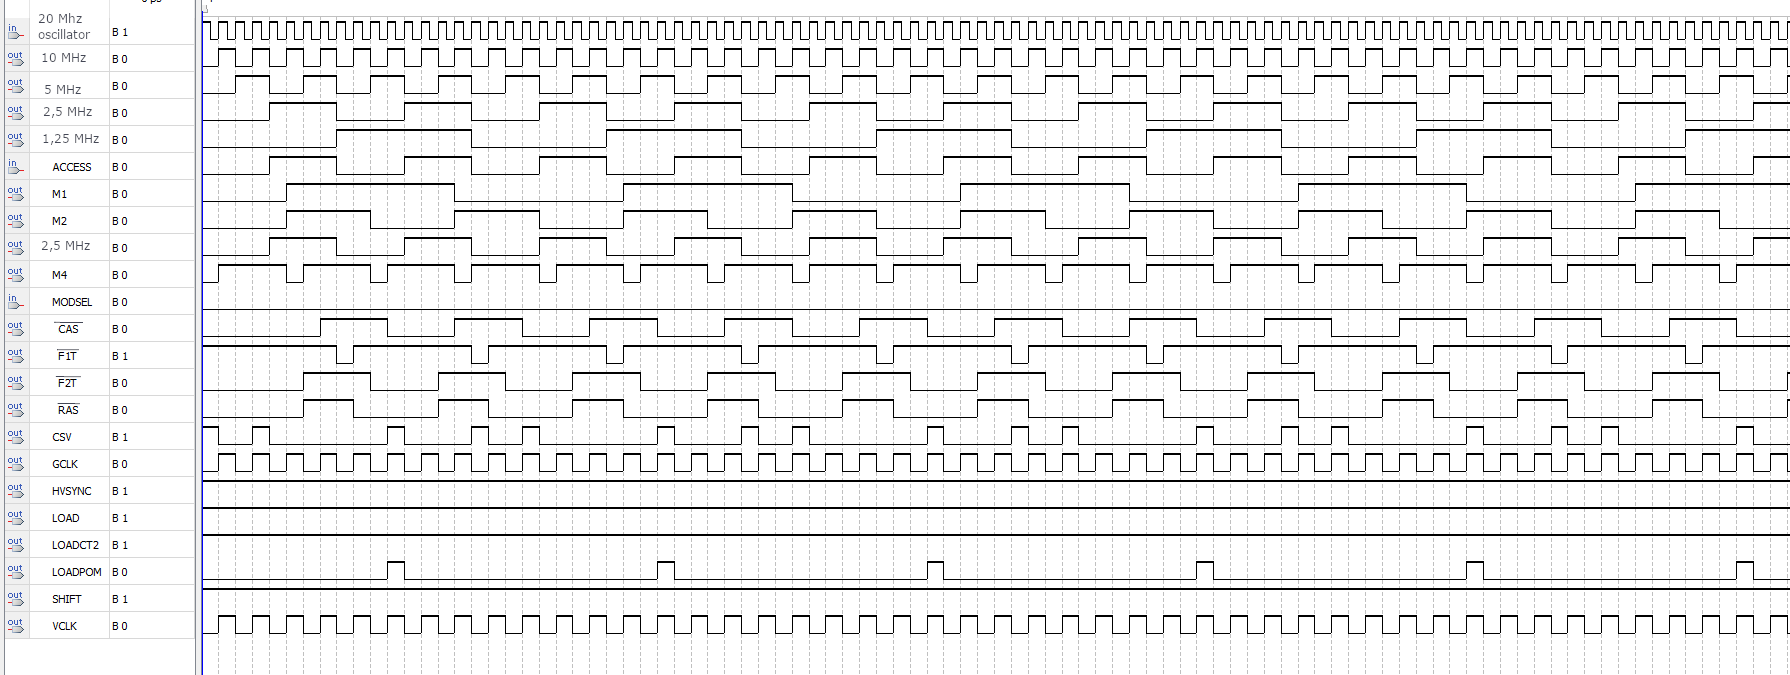 0 ps
in 20 Mhz oscillator B 1
out 10 MHz B 0
out 5 MHz B 0
out 2,5 MHz B 0
out 1,25 MHz B 0
in ACCESS B 0
out M1 B 0
out M2 B 0
out 2,5 MHz B 0
out M4 B 0
in MODSEL B 0
out CAS B 0
out F1T B 1
out F2T B 0
out RAS B 0
out CSV B 1
out GCLK B 0
out HVSYNC B 1
out LOAD B 1
out LOADCT2 B 1
out LOADPOM B 0
out SHIFT B 1
out VCLK B 0